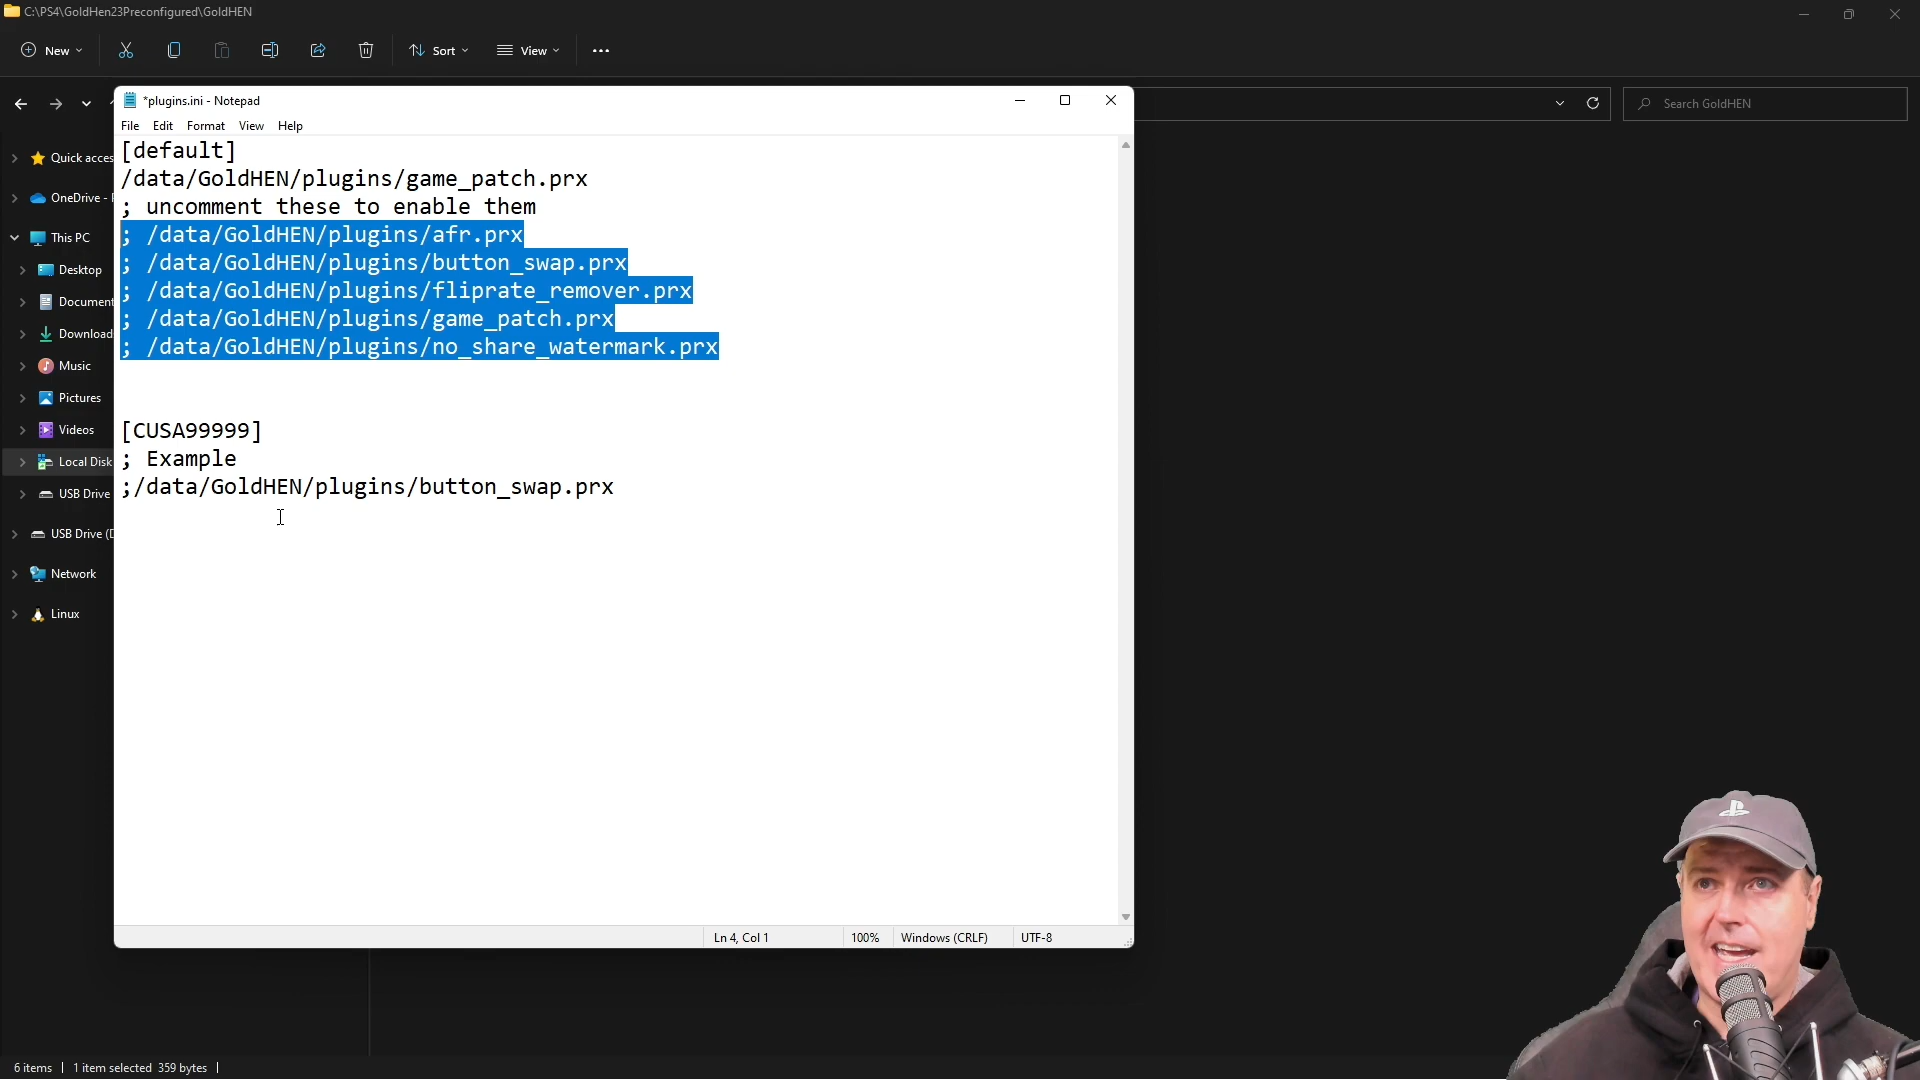 C:\PS4\GoldHen23Preconfigured\GoldHEN
New
Sort
View
*plugins.ini - Notepad
Search GoldHEN
File Edit Format View Help
[default]
/data/GoldHEN/plugins/game_patch.prx
; uncomment these to enable them
; /data/GoldHEN/plugins/afr.prx
; /data/GoldHEN/plugins/button_swap.prx
; /data/GoldHEN/plugins/fliprate_remover.prx
; /data/GoldHEN/plugins/game_patch.prx
; /data/GoldHEN/plugins/no_share_watermark.prx
[CUSA99999]
; Example
;/data/GoldHEN/plugins/button_swap.prx
Quick acces
OneDrive -
This PC
Desktop
Document
Download
Music
Pictures
Videos
Local Disk
USB Drive
USB Drive (D
Network
Linux
Ln 4, Col 1
100%
Windows (CRLF)
UTF-8
6 items
1 item selected 359 bytes